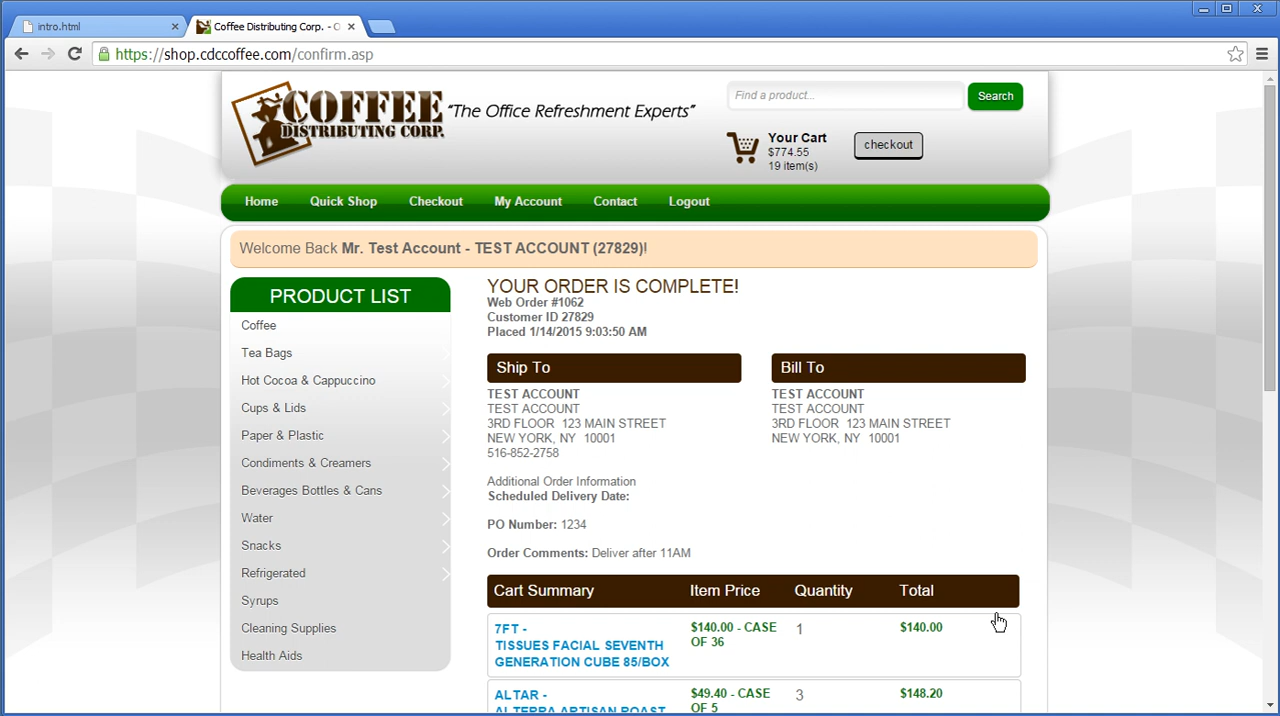 intro.html
Coffee Distributing Corp. - O
https://shop.cdccoffee.com/confirm.asp
COFFEE
DISTRIBUTING CORP.
“The Office Refreshment Experts”
Find a product...
Search
Your Cart
$774.55
19 item(s)
checkout
Home Quick Shop Checkout My Account Contact Logout
Welcome Back Mr. Test Account - TEST ACCOUNT (27829)!
PRODUCT LIST
Coffee
Tea Bags
Hot Cocoa & Cappuccino
Cups & Lids
Paper & Plastic
Condiments & Creamers
Beverages Bottles & Cans
Water
Snacks
Refrigerated
Syrups
Cleaning Supplies
Health Aids
YOUR ORDER IS COMPLETE!
Web Order #1062
Customer ID 27829
Placed 1/14/2015 9:03:50 AM
Ship To
TEST ACCOUNT
TEST ACCOUNT
3RD FLOOR 123 MAIN STREET
NEW YORK, NY 10001
516-852-2758
Bill To
TEST ACCOUNT
TEST ACCOUNT
3RD FLOOR 123 MAIN STREET
NEW YORK, NY 10001
Additional Order Information
Scheduled Delivery Date:
PO Number: 1234
Order Comments: Deliver after 11AM
Cart Summary Item Price Quantity Total
7FT -
TISSUES FACIAL SEVENTH
GENERATION CUBE 85/BOX
$140.00 - CASE
OF 36
1
$140.00
ALTAR -
ALTERRA ARTISAN ROAST
$49.40 - CASE
OF 5
3
$148.20